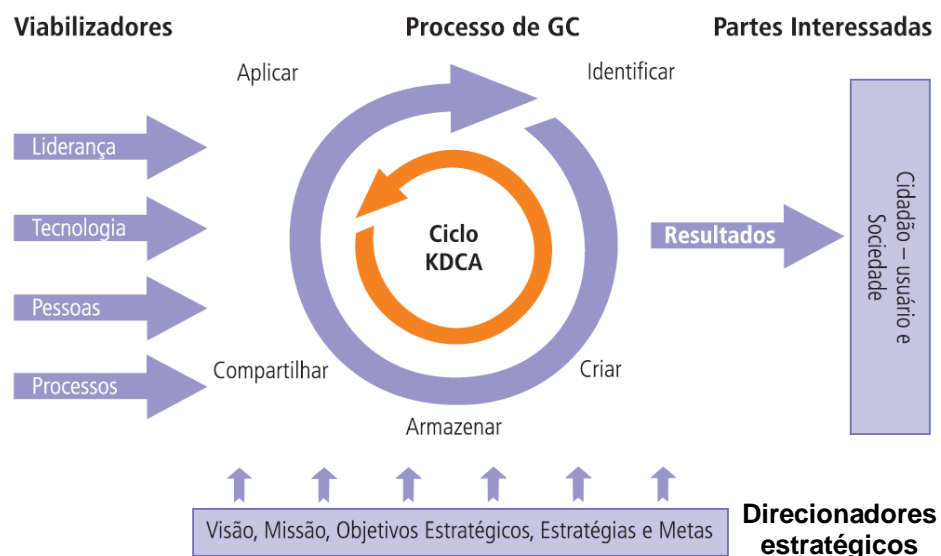 Viabilizadores
Processo de GC
Partes Interessadas
Aplicar
Identificar
Liderança
Tecnologia
Pessoas
Processos
Ciclo
KDCA
Compartilhar
Criar
Armazenar
Resultados
Cidadão – usuário e
Sociedade
Visão, Missão, Objetivos Estratégicos, Estratégias e Metas
Direcionadores
estratégicos